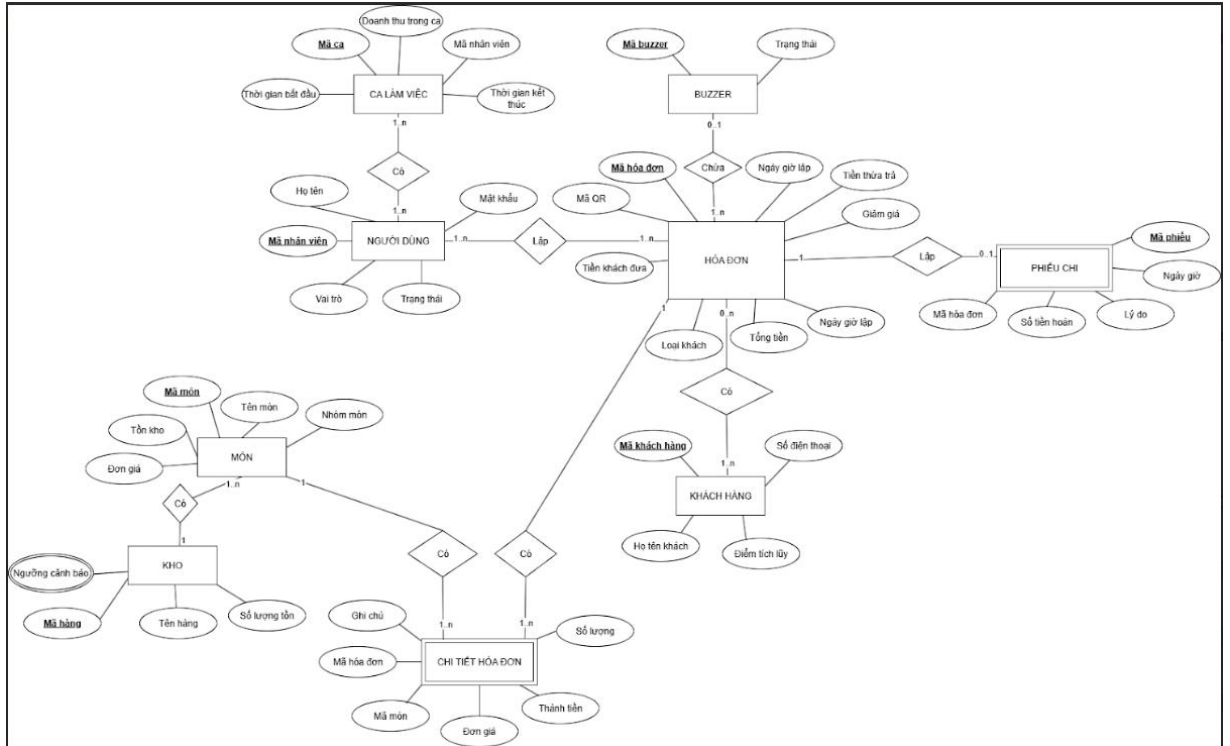 Doanh thu trong ca
Mã ca
Mã nhân viên
Thời gian bắt đầu
CA LÀM VIỆC
Thời gian kết
thúc
1..n
Có
1..n
Họ tên
Mật khẩu
Mã nhân viên
NGƯỜI DÙNG
Vai trò
Trạng thái
1..n
Lập
1..n
Mã buzzer
Trạng thái
BUZZER
0..1
Chứa
1..n
Mã hóa đơn
Ngày giờ lập
Tiền thừa trả
Mã QR
Giảm giá
Tiền khách đưa
HÓA ĐƠN
Loại khách
Tổng tiền
Ngày giờ lập
1
Lập
0..1
Mã phiếu
PHIẾU CHI
Ngày giờ
Mã hòa đơn
Số tiền hoàn
Lý do
1
0..n
Có
1..n
Mã khách hàng
Số điện thoại
KHÁCH HÀNG
Họ tên khách
Điểm tích lũy
Mã món
Tên món
Nhóm món
Tồn kho
Đơn giá
MÓN
1..n
1
Có
1
KHO
Ngưỡng cảnh báo
Mã hàng
Tên hàng
Số lượng tồn
Có
Có
1..n
1..n
Ghi chú
Số lượng
Mã hóa đơn
CHI TIẾT HÓA ĐƠN
Mã món
Đơn giá
Thành tiền